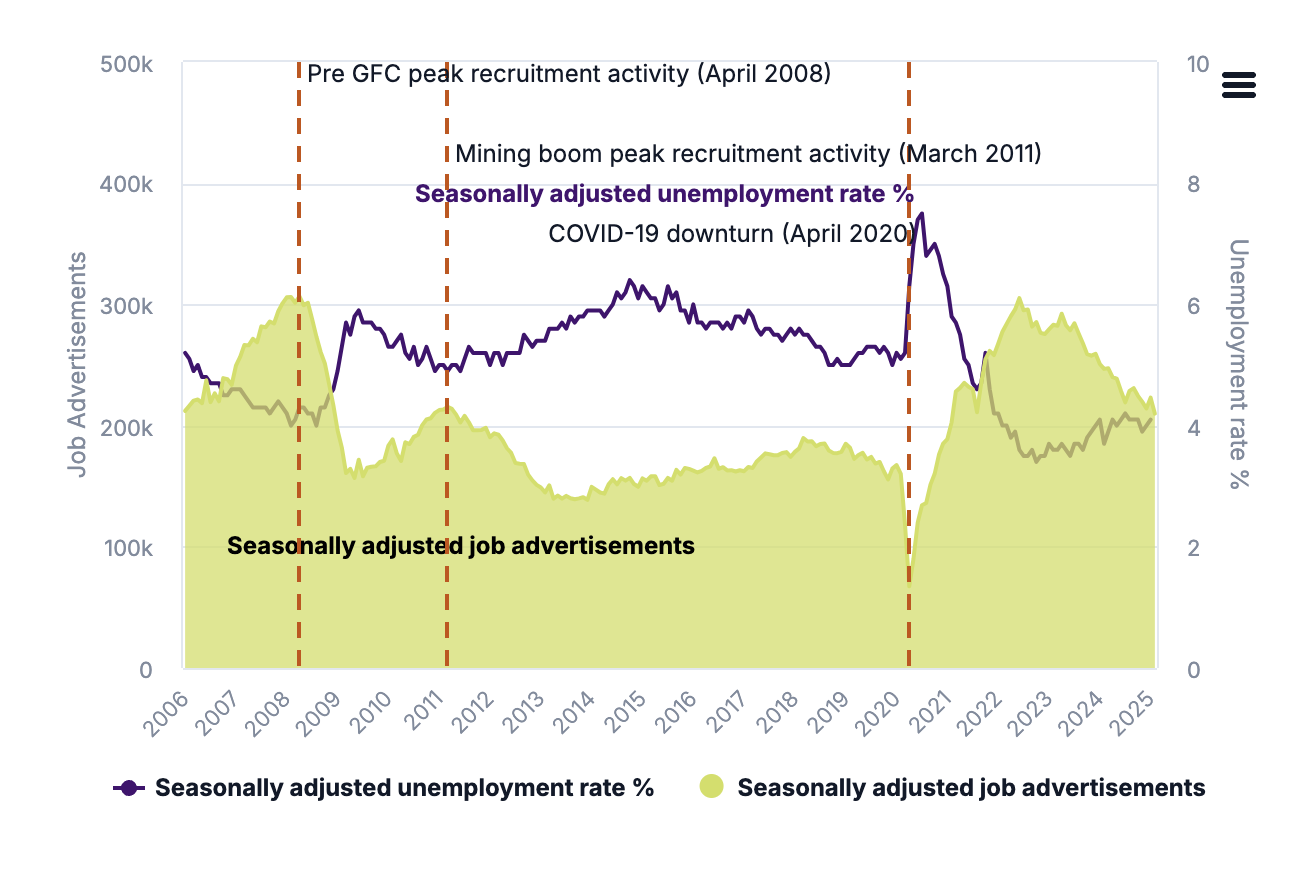 500k
10
Pre GFC peak recruitment activity (April 2008)
Mining boom peak recruitment activity (March 2011)
400k
8
Seasonally adjusted unemployment rate %
COVID-19 downturn (April 2020)
Job Advertisements
Unemployment rate %
300k
6
200k
4
Seasonally adjusted job advertisements
100k
2
0
0
2006 2007 2008 2009 2010 2011 2012 2013 2014 2015 2016 2017 2018 2019 2020 2021 2022 2023 2024 2025
Seasonally adjusted unemployment rate % Seasonally adjusted job advertisements